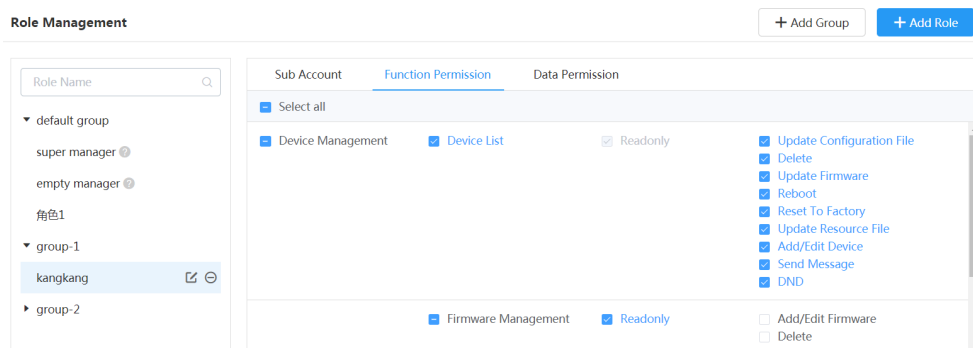 Role Management
+ Add Group
+ Add Role
Role Name
default group
super manager
empty manager
角色1
group-1
kangkang
group-2
Sub Account Function Permission Data Permission
Select all
Device Management Device List Readonly Update Configuration File
Delete
Update Firmware
Reboot
Reset To Factory
Update Resource File
Add/Edit Device
Send Message
DND
Firmware Management Readonly Add/Edit Firmware
Delete